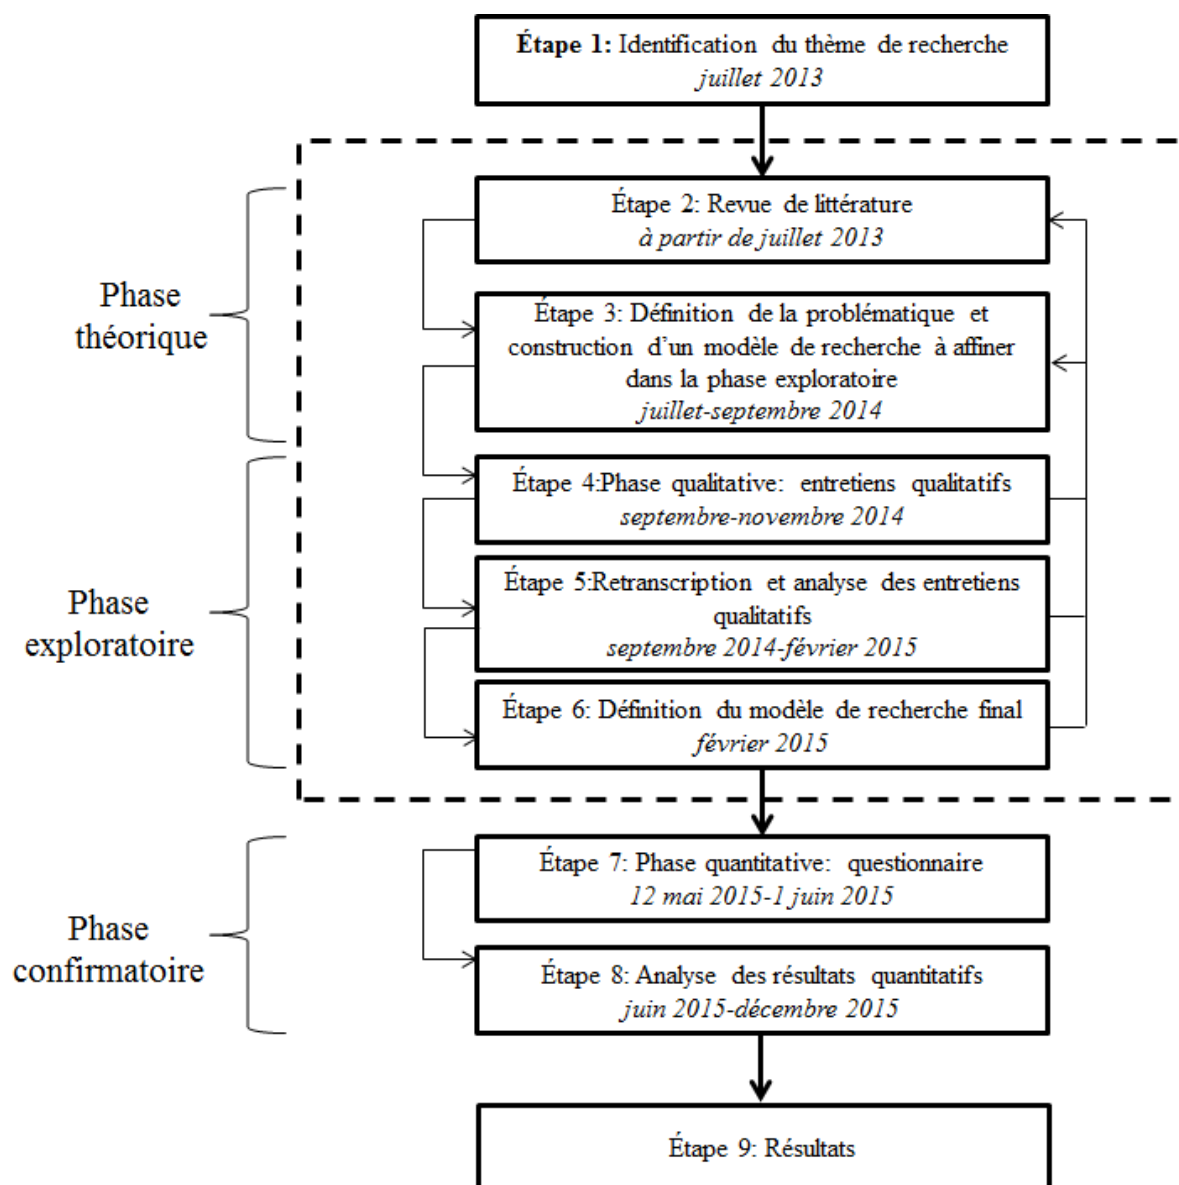 Étape 1: Identification du thème de recherche
juillet 2013
Étape 2: Revue de littérature
à partir de juillet 2013
Phase
théorique
Étape 3: Définition de la problématique et
construction d'un modèle de recherche à affiner
dans la phase exploratoire
juillet-septembre 2014
Étape 4:Phase qualitative: entretiens qualitatifs
septembre-novembre 2014
Phase
exploratoire
Étape 5:Retranscription et analyse des entretiens
qualitatifs
septembre 2014-février 2015
Étape 6: Définition du modèle de recherche final
février 2015
Étape 7: Phase quantitative: questionnaire
12 mai 2015-1 juin 2015
Phase
confirmatoire
Étape 8: Analyse des résultats quantitatifs
juin 2015-décembre 2015
Étape 9: Résultats